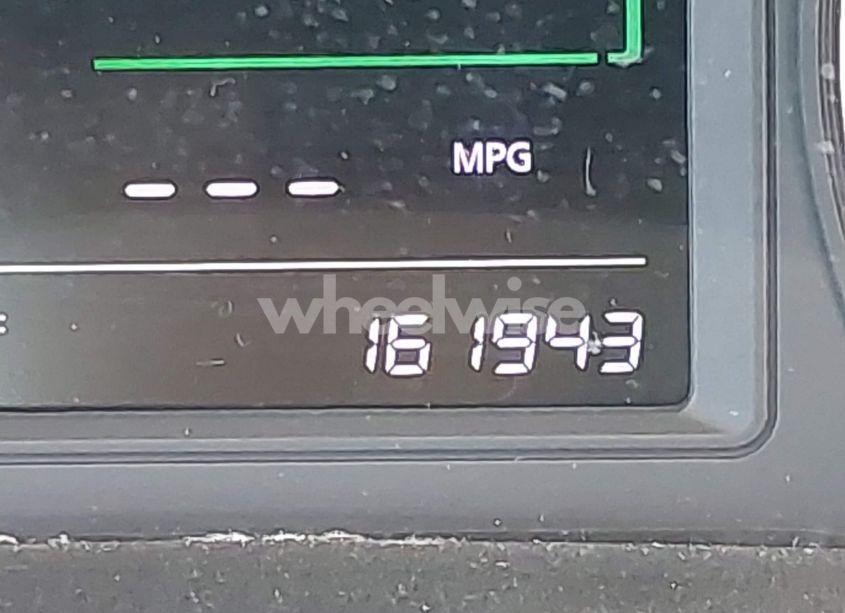 --- MPG
wheelwise
161943